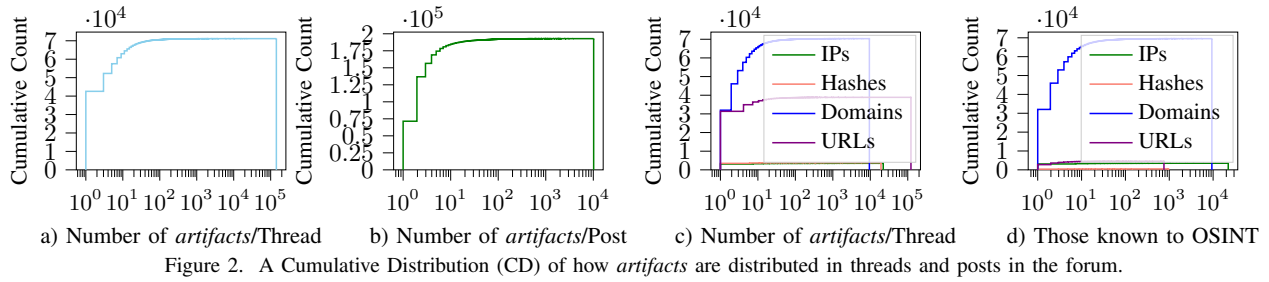 ·10^4
Cumulative Count
7
6
5
4
3
2
1
0
10^0 10^1 10^2 10^3 10^4 10^5
a) Number of artifacts/Thread
·10^5
Cumulative Count
2
1.75
1.5
1.25
1
0.75
0.5
0.25
0
10^0 10^1 10^2 10^3 10^4
b) Number of artifacts/Post
·10^4
Cumulative Count
7
6
5
4
3
2
1
0
IPs
Hashes
Domains
URLs
10^0 10^1 10^2 10^3 10^4 10^5
c) Number of artifacts/Thread
·10^4
Cumulative Count
7
6
5
4
3
2
1
0
IPs
Hashes
Domains
URLs
10^0 10^1 10^2 10^3 10^4
d) Those known to OSINT
Figure 2. A Cumulative Distribution (CD) of how artifacts are distributed in threads and posts in the forum.